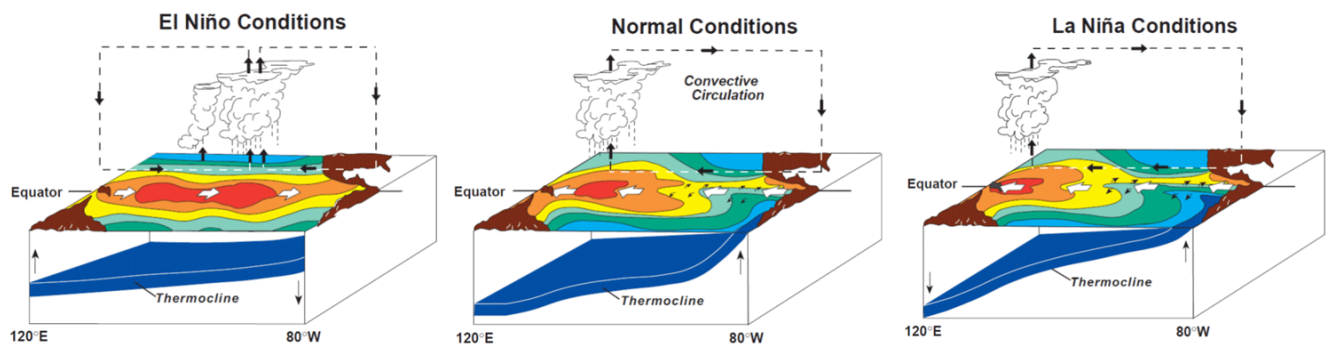 El Niño Conditions
Equator
Thermocline
120°E
80°W
Normal Conditions
Convective
Circulation
Equator
Thermocline
120°E
80°W
La Niña Conditions
Equator
Thermocline
120°E
80°W